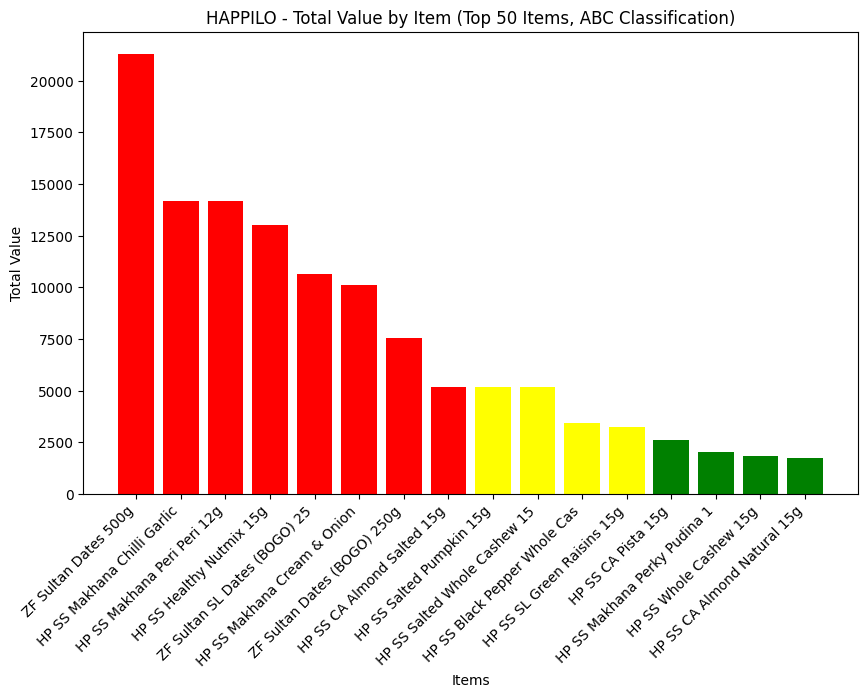 HAPPILO - Total Value by Item (Top 50 Items, ABC Classification)
Total Value
20000
17500
15000
12500
10000
7500
5000
2500
0
ZF Sultan Dates 500g
HP SS Makhana Chilli Garlic
HP SS Makhana Peri Peri 12g
HP SS Healthy Nutmix 15g
ZF Sultan SL Dates (BOGO) 25
HP SS Makhana Cream & Onion
ZF Sultan Dates (BOGO) 250g
HP SS CA Almond Salted 15g
HP SS Salted Pumpkin 15g
HP SS Salted Whole Cashew 15
HP SS Black Pepper Whole Cas
HP SS SL Green Raisins 15g
HP SS CA Pista 15g
HP SS Makhana Perky Pudina 1
HP SS Whole Cashew 15g
HP SS CA Almond Natural 15g
Items